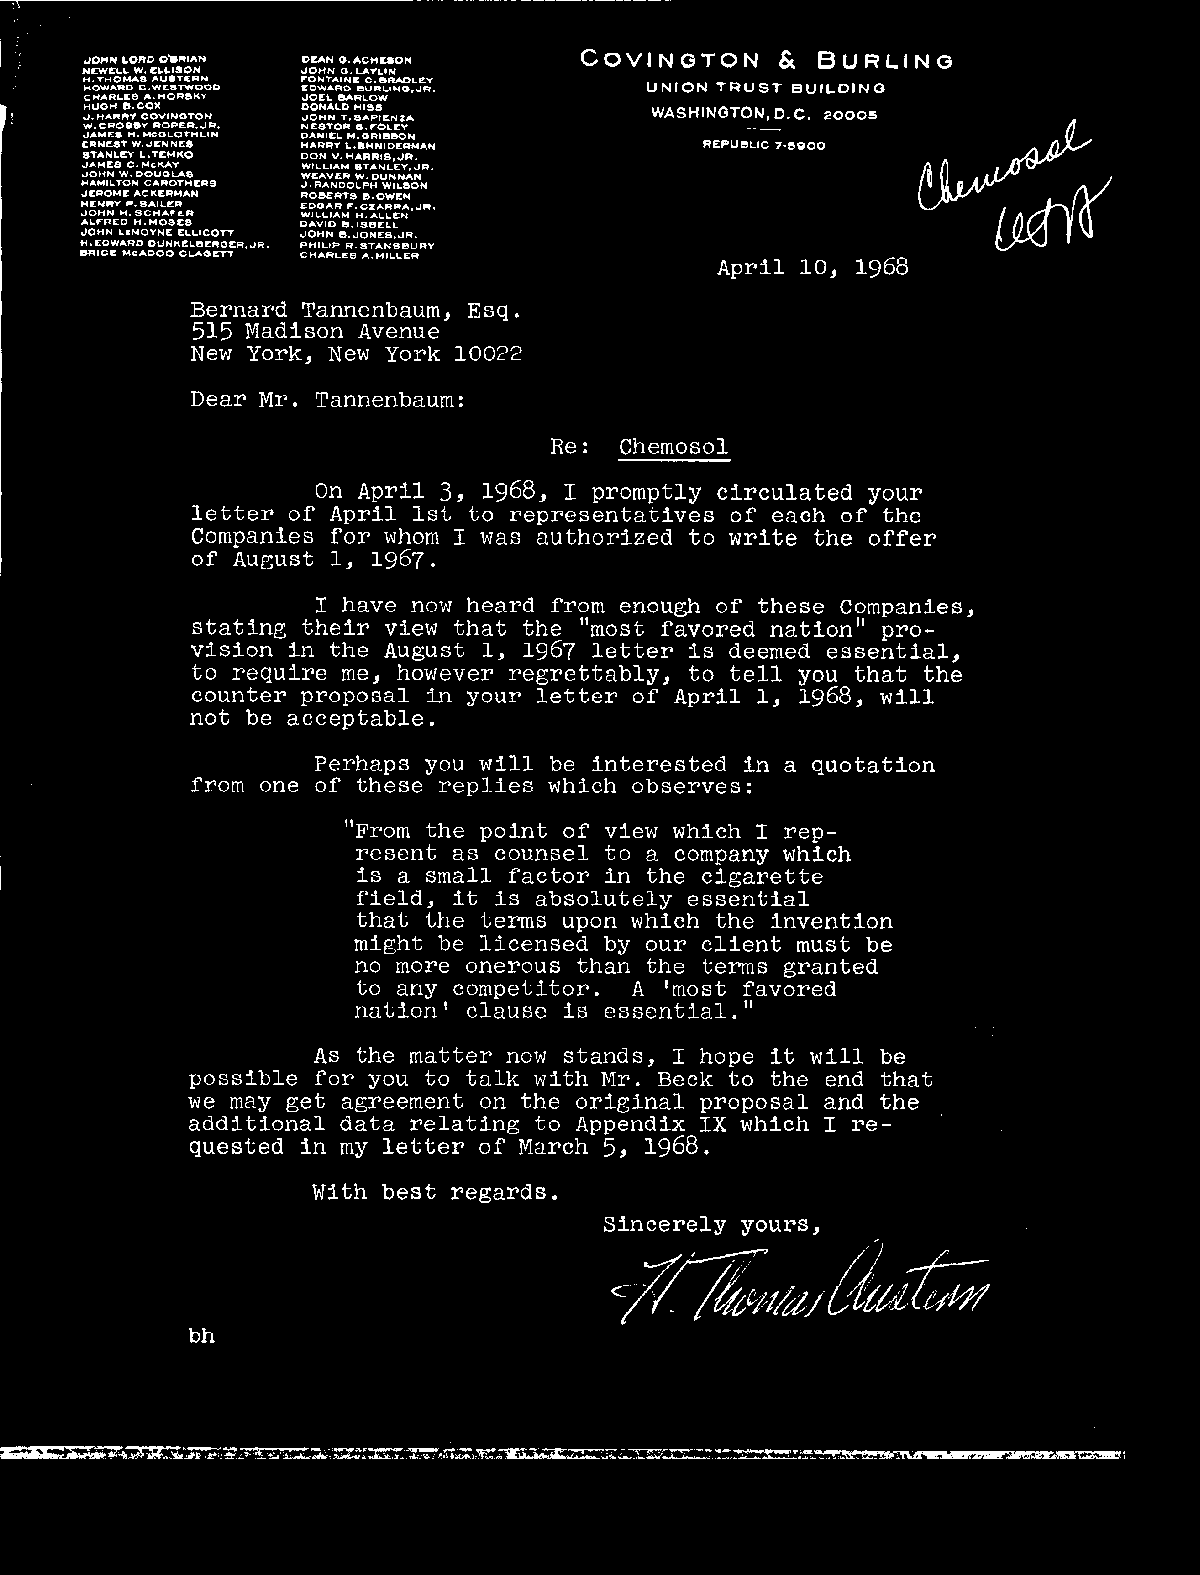 JOHN LORD O'BRIAN
NEWELL W. ELLISON
H. THOMAS AUSTERN
HOWARD C. WESTWOOD
CHARLES A. HORSKY
HUGH B. COX
J. HARRY COVINGTON
W. CROSBY ROPER, JR.
JAMES H. McGLOTHLIN
ERNEST W. JENNES
STANLEY L. TEMKO
JAMES C. McKAY
JOHN W. DOUGLAS
HAMILTON CAROTHERS
JEROME ACKERMAN
HENRY P. SAILER
JOHN H. SCHAFER
ALFRED H. MOSES
JOHN LEMOYNE ELLICOTT
H. EDWARD DUNKELBERGER, JR.
BRICE McADOO CLAGETT
DEAN G. ACHESON
JOHN G. LAYLIN
FONTAINE C. BRADLEY
EDWARD BURLING, JR.
JOEL BARLOW
DONALD HISS
JOHN T. SAPIENZA
NESTOR S. FOLEY
DANIEL M. GRIBBON
HARRY L. SHNIDERMAN
DON V. HARRIS, JR.
WILLIAM STANLEY, JR.
WEAVER W. DUNNAN
J. RANDOLPH WILSON
ROBERTS B. OWEN
EDGAR F. CZARRA, JR.
WILLIAM H. ALLEN
DAVID B. ISBELL
JOHN B. JONES, JR.
PHILIP R. STANSBURY
CHARLES A. MILLER
COVINGTON & BURLING
UNION TRUST BUILDING
WASHINGTON, D.C. 20005
REPUBLIC 7-5900
Chemosol
April 10, 1968
Bernard Tannenbaum, Esq.
515 Madison Avenue
New York, New York 10022
Dear Mr. Tannenbaum:
Re: Chemosol
On April 3, 1968, I promptly circulated your
letter of April 1st to representatives of each of the
Companies for whom I was authorized to write the offer
of August 1, 1967.
I have now heard from enough of these Companies,
stating their view that the "most favored nation" pro-
vision in the August 1, 1967 letter is deemed essential,
to require me, however regrettably, to tell you that the
counter proposal in your letter of April 1, 1968, will
not be acceptable.
Perhaps you will be interested in a quotation
from one of these replies which observes:
"From the point of view which I rep-
resent as counsel to a company which
is a small factor in the cigarette
field, it is absolutely essential
that the terms upon which the invention
might be licensed by our client must be
no more onerous than the terms granted
to any competitor. A 'most favored
nation' clause is essential."
As the matter now stands, I hope it will be
possible for you to talk with Mr. Beck to the end that
we may get agreement on the original proposal and the
additional data relating to Appendix IX which I re-
quested in my letter of March 5, 1968.
With best regards.
Sincerely yours,
H. Thomas Austern
bh